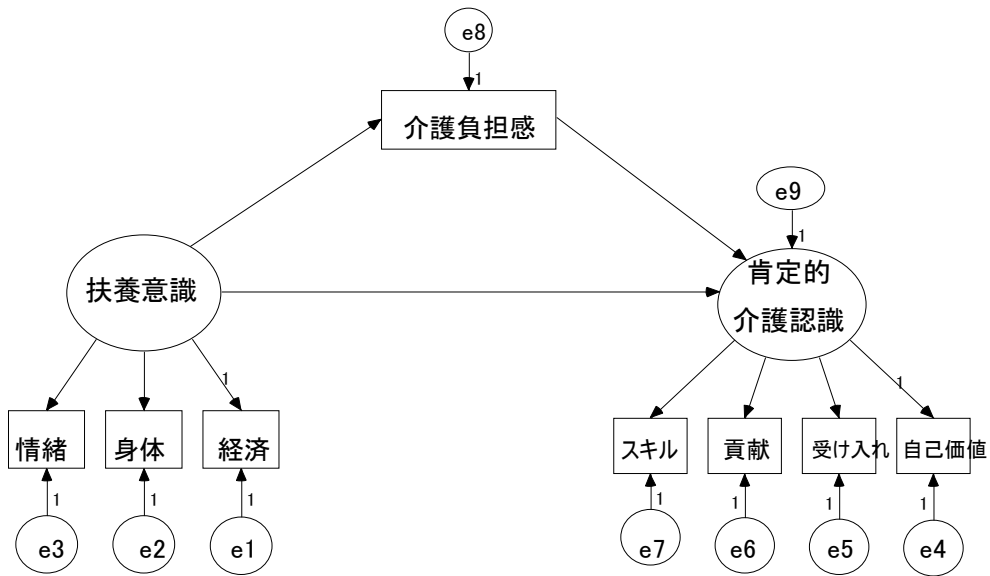 e8
1
介護負担感
e9
1
扶養意識
肯定的
介護認識
1
1
情緒
身体
経済
スキル
貢献
受け入れ
自己価値
1
1
1
1
1
1
1
e3
e2
e1
e7
e6
e5
e4